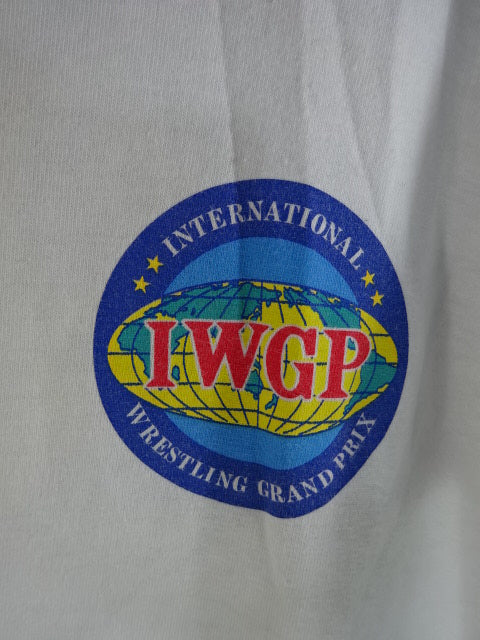 INTERNATIONAL
IWGP
WRESTLING GRAND PRIX